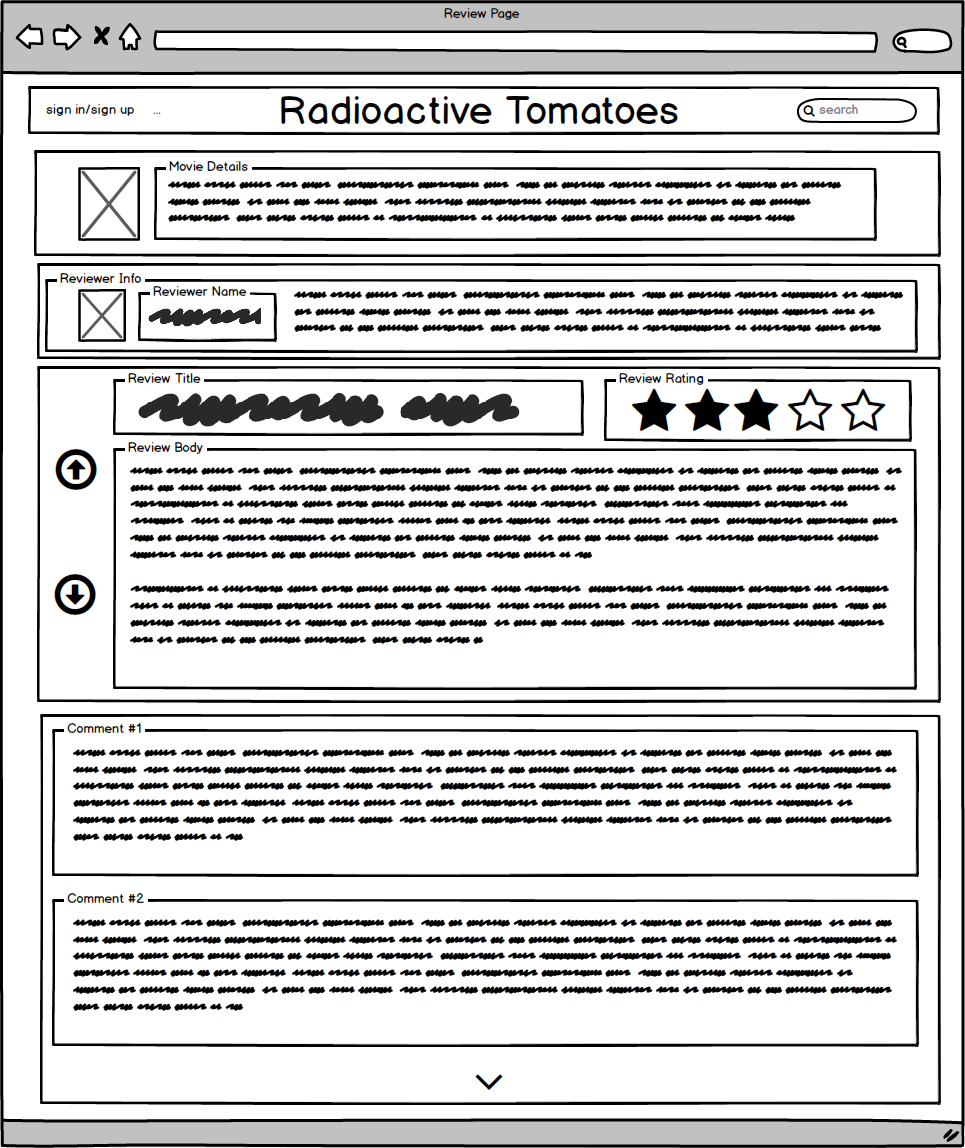 Review Page
sign in/sign up ... Radioactive Tomatoes search
Movie Details
Reviewer Info
Reviewer Name
Review Title Review Rating
Review Body
Comment #1
Comment #2